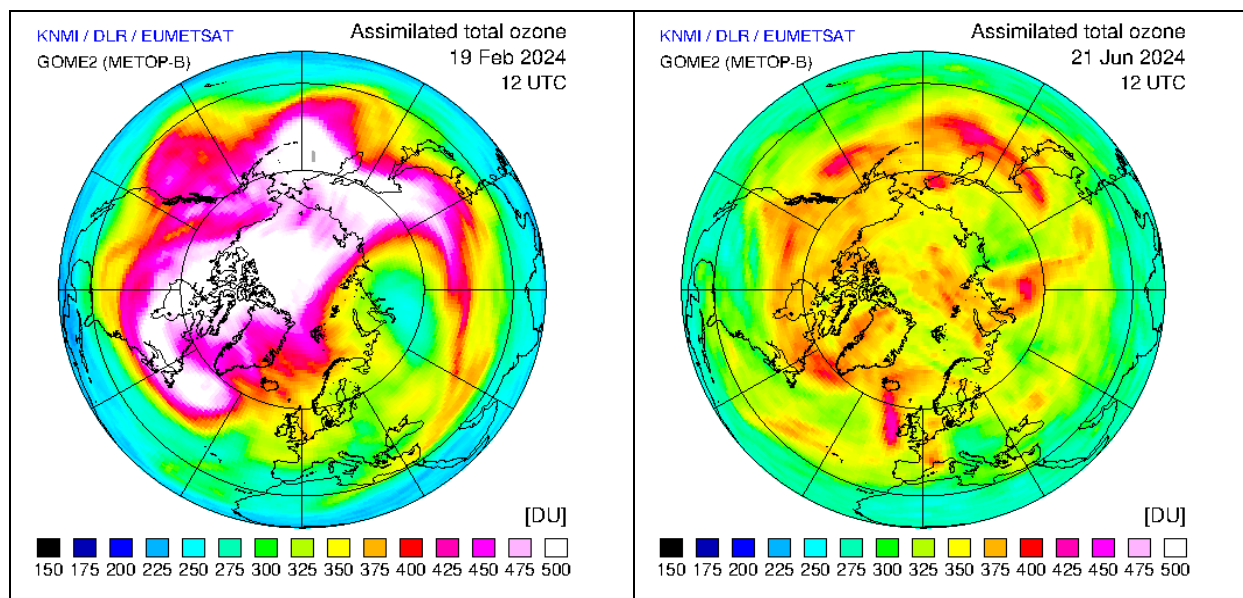 KNMI / DLR / EUMETSAT
Assimilated total ozone
GOME2 (METOP-B)
19 Feb 2024
12 UTC
[DU]
150 175 200 225 250 275 300 325 350 375 400 425 450 475 500
KNMI / DLR / EUMETSAT
Assimilated total ozone
GOME2 (METOP-B)
21 Jun 2024
12 UTC
[DU]
150 175 200 225 250 275 300 325 350 375 400 425 450 475 500